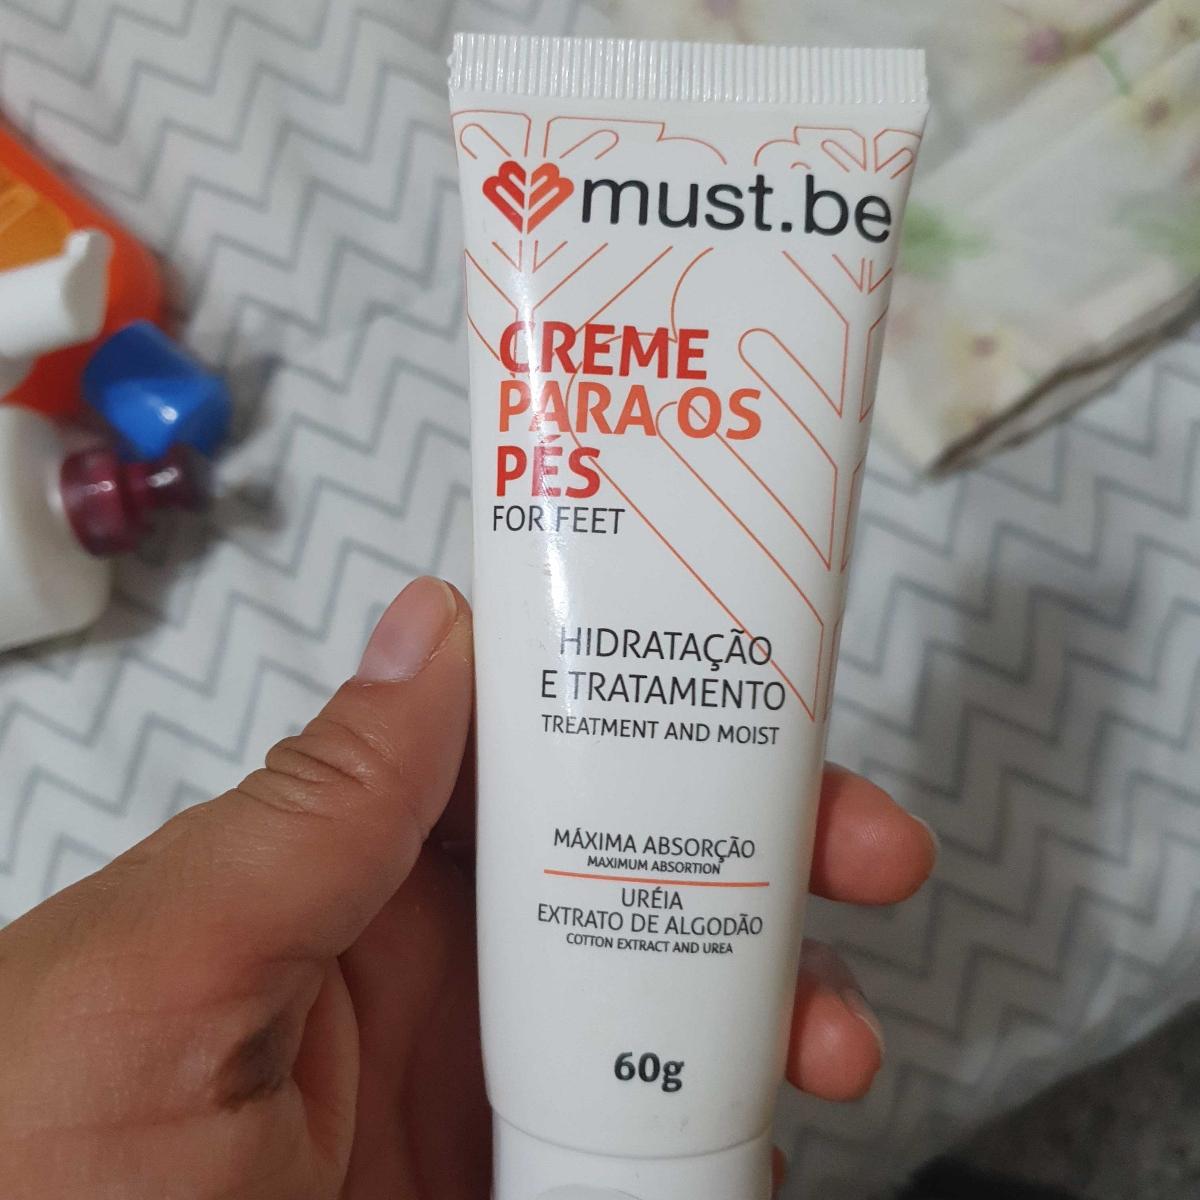 must.be
CREME
PARA OS
PÉS
FOR FEET
HIDRATAÇÃO
E TRATAMENTO
TREATMENT AND MOIST
MÁXIMA ABSORÇÃO
MAXIMUM ABSORTION
URÉIA
EXTRATO DE ALGODÃO
COTTON EXTRACT AND UREA
60g